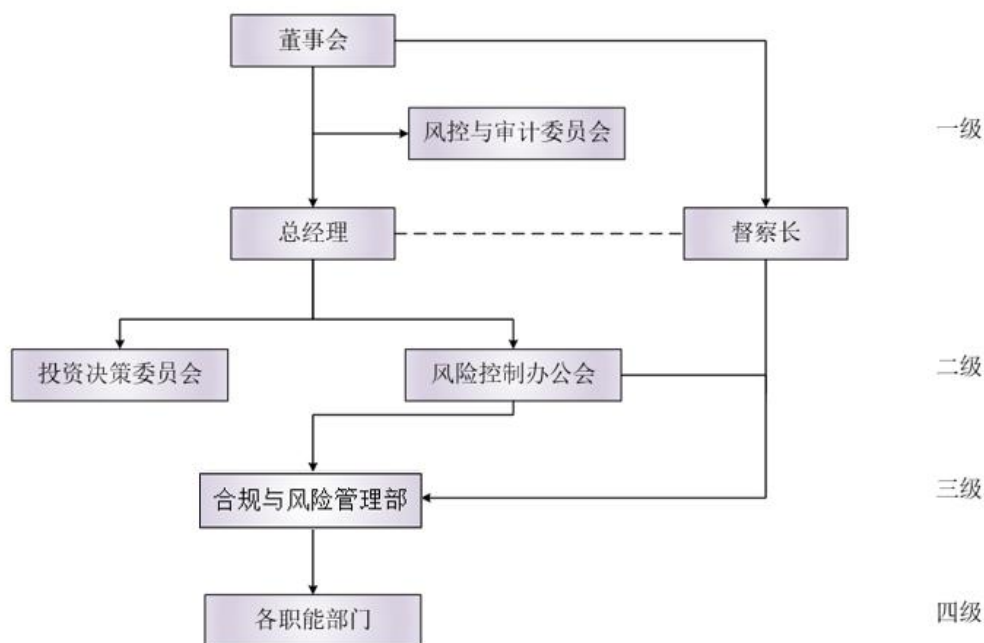 董事会
风控与审计委员会
一级
总经理
督察长
投资决策委员会
风险控制办公会
二级
合规与风险管理部
三级
各职能部门
四级